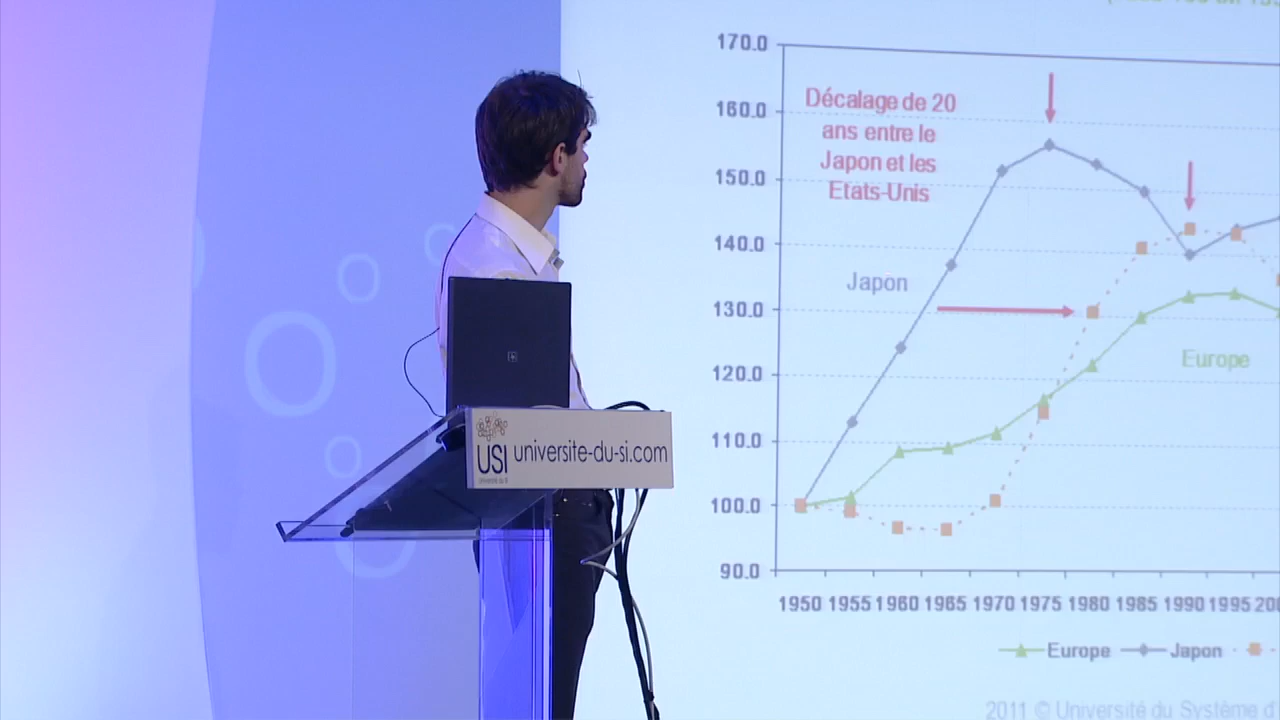 170.0
160.0
150.0
140.0
130.0
120.0
110.0
100.0
90.0
Décalage de 20
ans entre le
Japon et les
Etats-Unis
Japon
Europe
1950 1955 1960 1965 1970 1975 1980 1985 1990 1995
Europe Japon
2011 © Université du Système d
USI universite-du-si.com